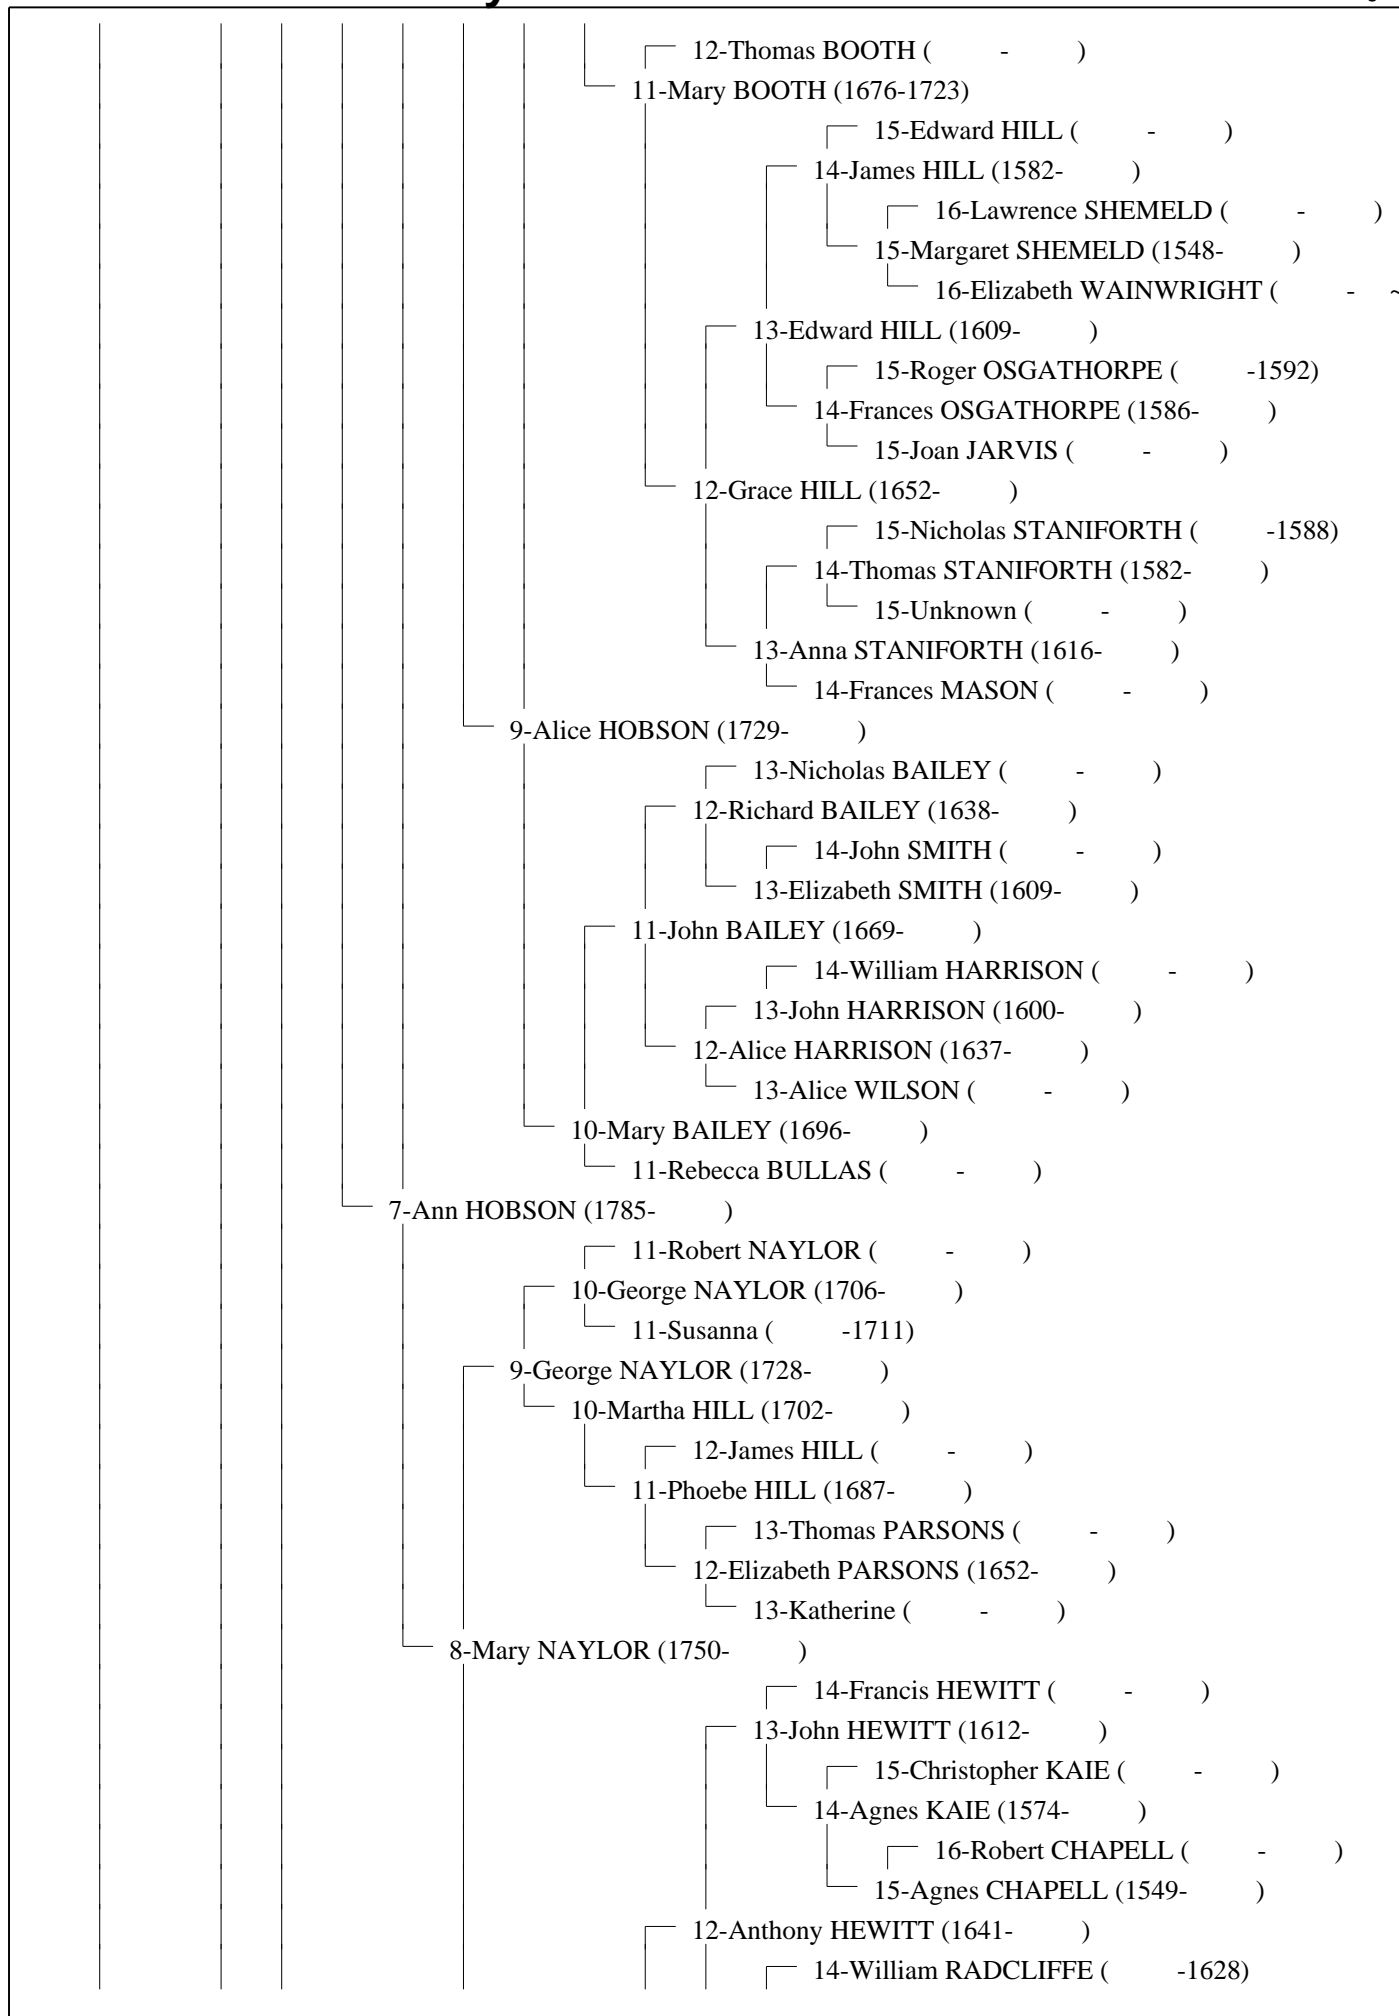 12-Thomas BOOTH ( - )
11-Mary BOOTH (1676-1723)
15-Edward HILL ( - )
14-James HILL (1582- )
16-Lawrence SHEMELD ( - )
15-Margaret SHEMELD (1548- )
16-Elizabeth WAINWRIGHT ( - ~
13-Edward HILL (1609- )
15-Roger OSGATHORPE ( -1592)
14-Frances OSGATHORPE (1586- )
15-Joan JARVIS ( - )
12-Grace HILL (1652- )
15-Nicholas STANIFORTH ( -1588)
14-Thomas STANIFORTH (1582- )
15-Unknown ( - )
13-Anna STANIFORTH (1616- )
14-Frances MASON ( - )
9-Alice HOBSON (1729- )
13-Nicholas BAILEY ( - )
12-Richard BAILEY (1638- )
14-John SMITH ( - )
13-Elizabeth SMITH (1609- )
11-John BAILEY (1669- )
14-William HARRISON ( - )
13-John HARRISON (1600- )
12-Alice HARRISON (1637- )
13-Alice WILSON ( - )
10-Mary BAILEY (1696- )
11-Rebecca BULLAS ( - )
7-Ann HOBSON (1785- )
11-Robert NAYLOR ( - )
10-George NAYLOR (1706- )
11-Susanna ( -1711)
9-George NAYLOR (1728- )
10-Martha HILL (1702- )
12-James HILL ( - )
11-Phoebe HILL (1687- )
13-Thomas PARSONS ( - )
12-Elizabeth PARSONS (1652- )
13-Katherine ( - )
8-Mary NAYLOR (1750- )
14-Francis HEWITT ( - )
13-John HEWITT (1612- )
15-Christopher KAIE ( - )
14-Agnes KAIE (1574- )
16-Robert CHAPELL ( - )
15-Agnes CHAPELL (1549- )
12-Anthony HEWITT (1641- )
14-William RADCLIFFE ( -1628)